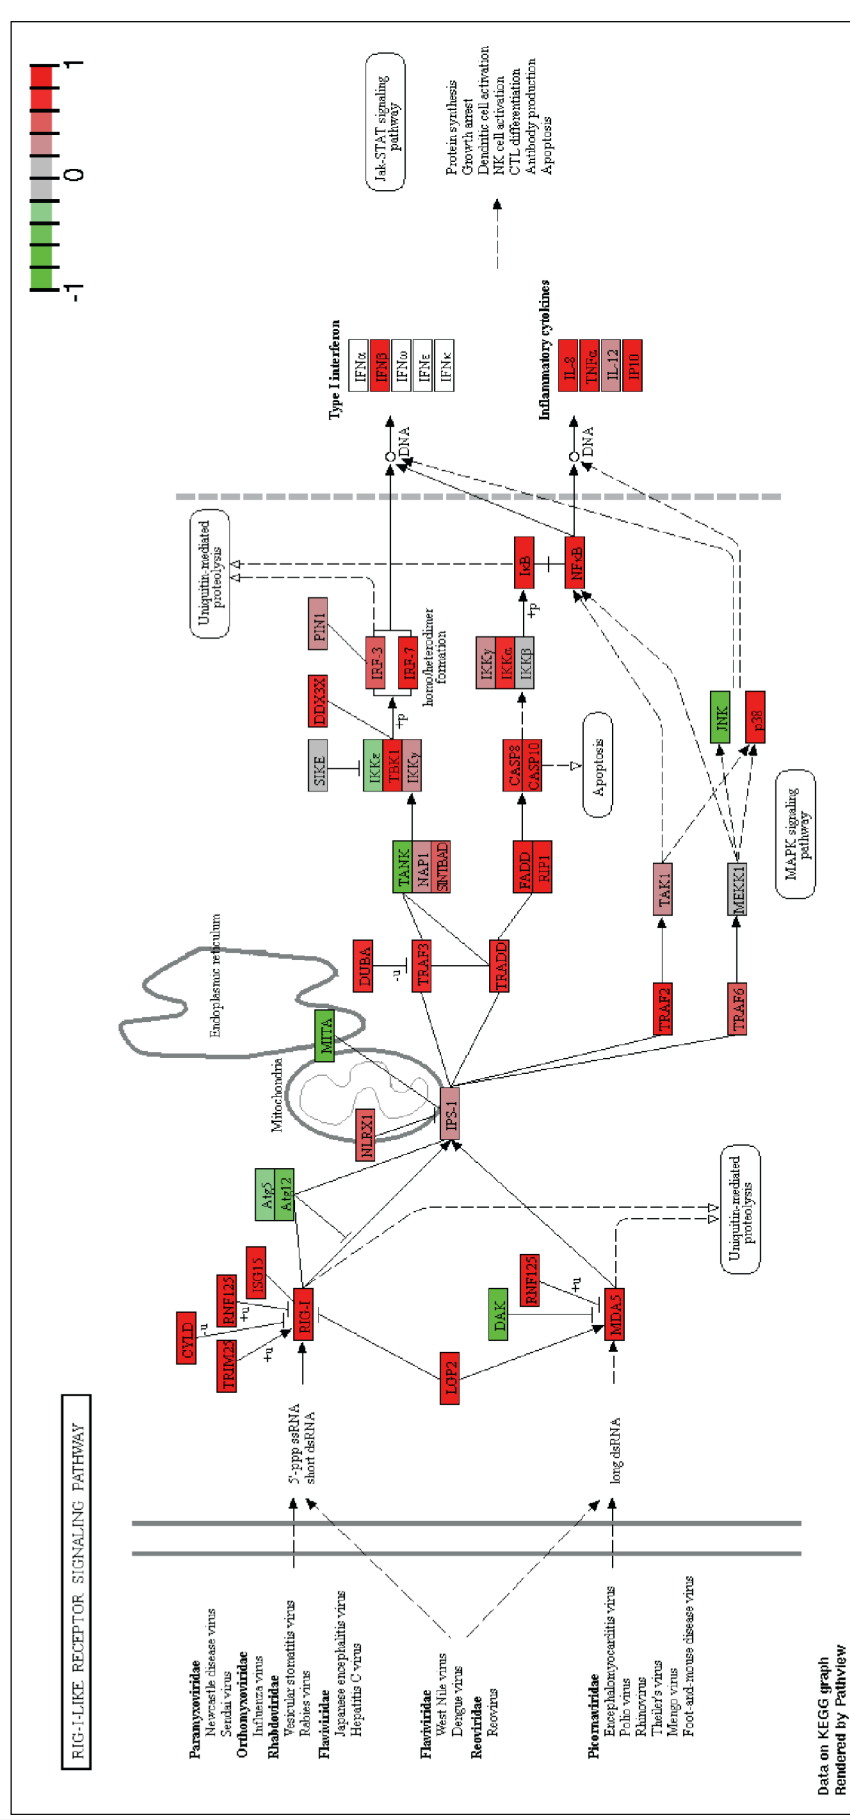 RIG-I-LIKE RECEPTOR SIGNALING PATHWAY
-1
0
1
Paramyxoviridae
Newcastle disease virus
Sendai virus
Orthomyxoviridae
Influenza virus
Rhabdoviridae
Vesicular stomatitis virus
Rabies virus
Flaviviridae
Japanese encephalitis virus
Hepatitis C virus
Flaviviridae
West Nile virus
Dengue virus
Reoviridae
Reovirus
Picornaviridae
Encephalomyocarditis virus
Polio virus
Rhinovirus
Theiler's virus
Mengo virus
Foot-and-mouse disease virus
5'-ppp ssRNA
short dsRNA
long dsRNA
CYLD
-u
TRIM25
+u
RNF125
+u
ISG15
RIG-I
LGP2
DAK
RNF125
+u
MDA5
Atg5
Atg12
Uniquitin-mediated
proteolysis
Mitochondria
Endoplasmic reticulum
NLRX1
MITA
IPS-1
DUBA
-u
TRAF3
TRADD
TRAF2
TRAF6
TANK
NAP1
SINTBAD
FADD
RIP1
TAK1
MEKK1
MAPK signaling
pathway
SIKE
IKKε
TBK1
IKKγ
DDX3X
+p
CASP8
CASP10
Apoptosis
JNK
p38
PIN1
IRF-3
IRF-7
homo/heterodimer
formation
IKKγ
IKKα
IKKβ
+p
IκB
NFκB
Uniquitin-mediated
proteolysis
DNA
DNA
Type I interferon
IFNα
IFNβ
IFNω
IFNε
IFNκ
Inflammatory cytokines
IL-8
TNFα
IL-12
IP10
Jak-STAT signaling
pathway
Protein synthesis
Growth arrest
Dendritic cell activation
NK cell activation
CTL differentiation
Antibody production
Apoptosis
Data on KEGG graph
Rendered by Pathview